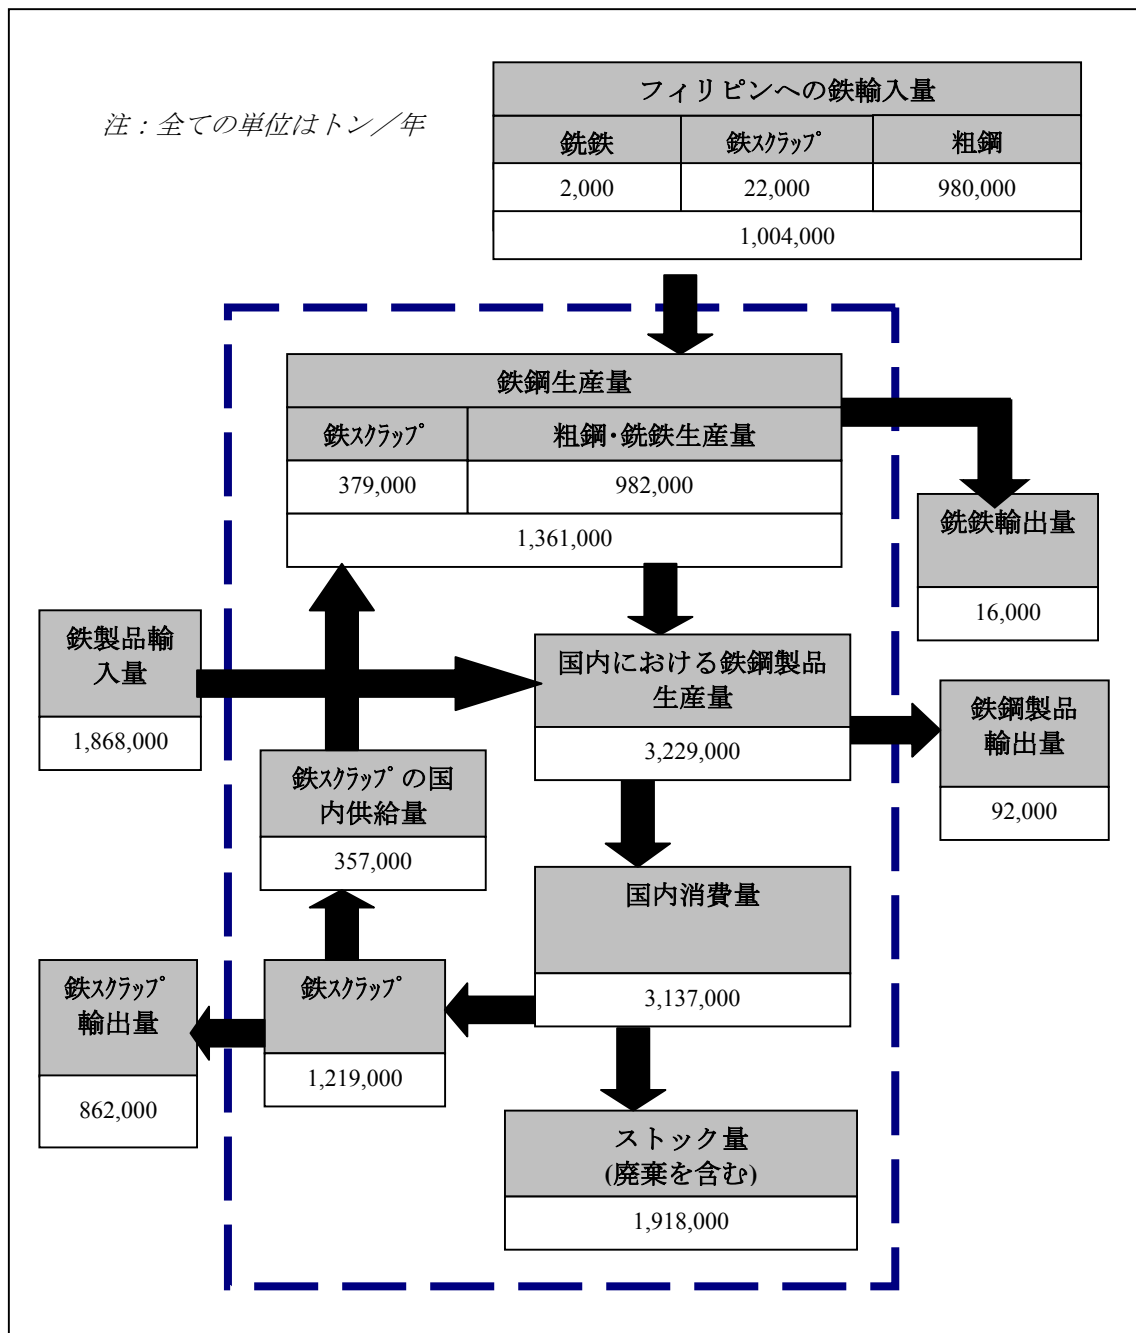 注：全ての単位はトン／年
フィリピンへの鉄輸入量
銑鉄 鉄ｽｸﾗｯﾌﾟ 粗鋼
2,000 22,000 980,000
1,004,000
鉄鋼生産量
鉄ｽｸﾗｯﾌﾟ 粗鋼･銑鉄生産量
379,000 982,000
1,361,000
銑鉄輸出量
16,000
鉄製品輸
入量
1,868,000
国内における鉄鋼製品
生産量
3,229,000
鉄鋼製品
輸出量
92,000
鉄ｽｸﾗｯﾌﾟの国
内供給量
357,000
国内消費量
3,137,000
鉄ｽｸﾗｯﾌﾟ
輸出量
862,000
鉄ｽｸﾗｯﾌﾟ
1,219,000
ストック量
(廃棄を含む)
1,918,000